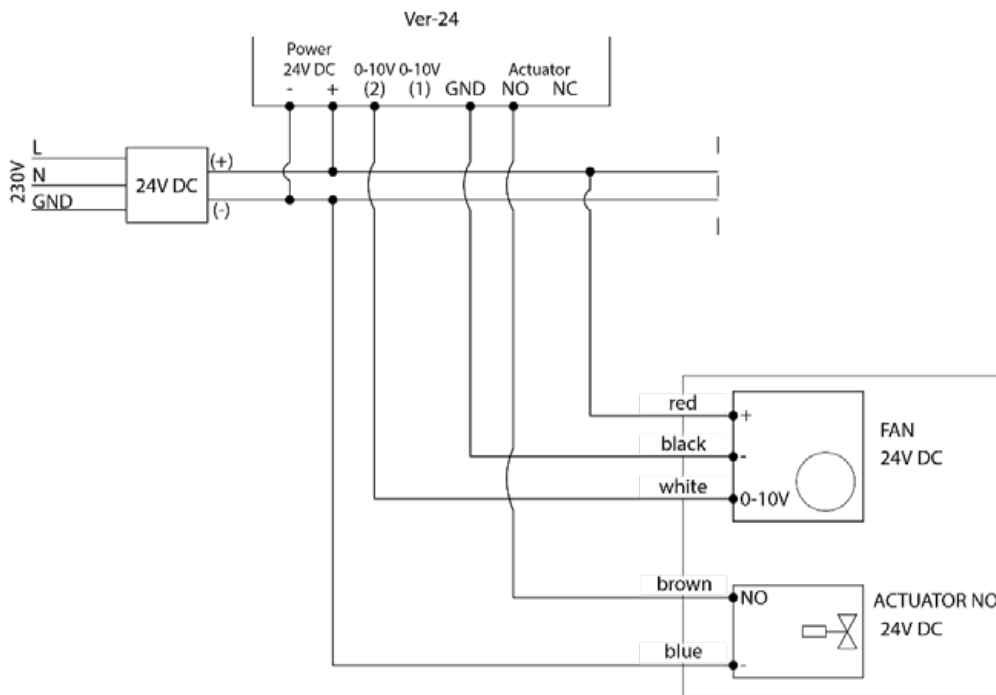 Ver-24
Power
24V DC
0-10V 0-10V
Actuator
- + (2) (1) GND NO NC
230V
L
N
GND
24V DC
(+)
(-)
red
+
black
-
white
0-10V
FAN
24V DC
brown
NO
blue
-
ACTUATOR NO
24V DC